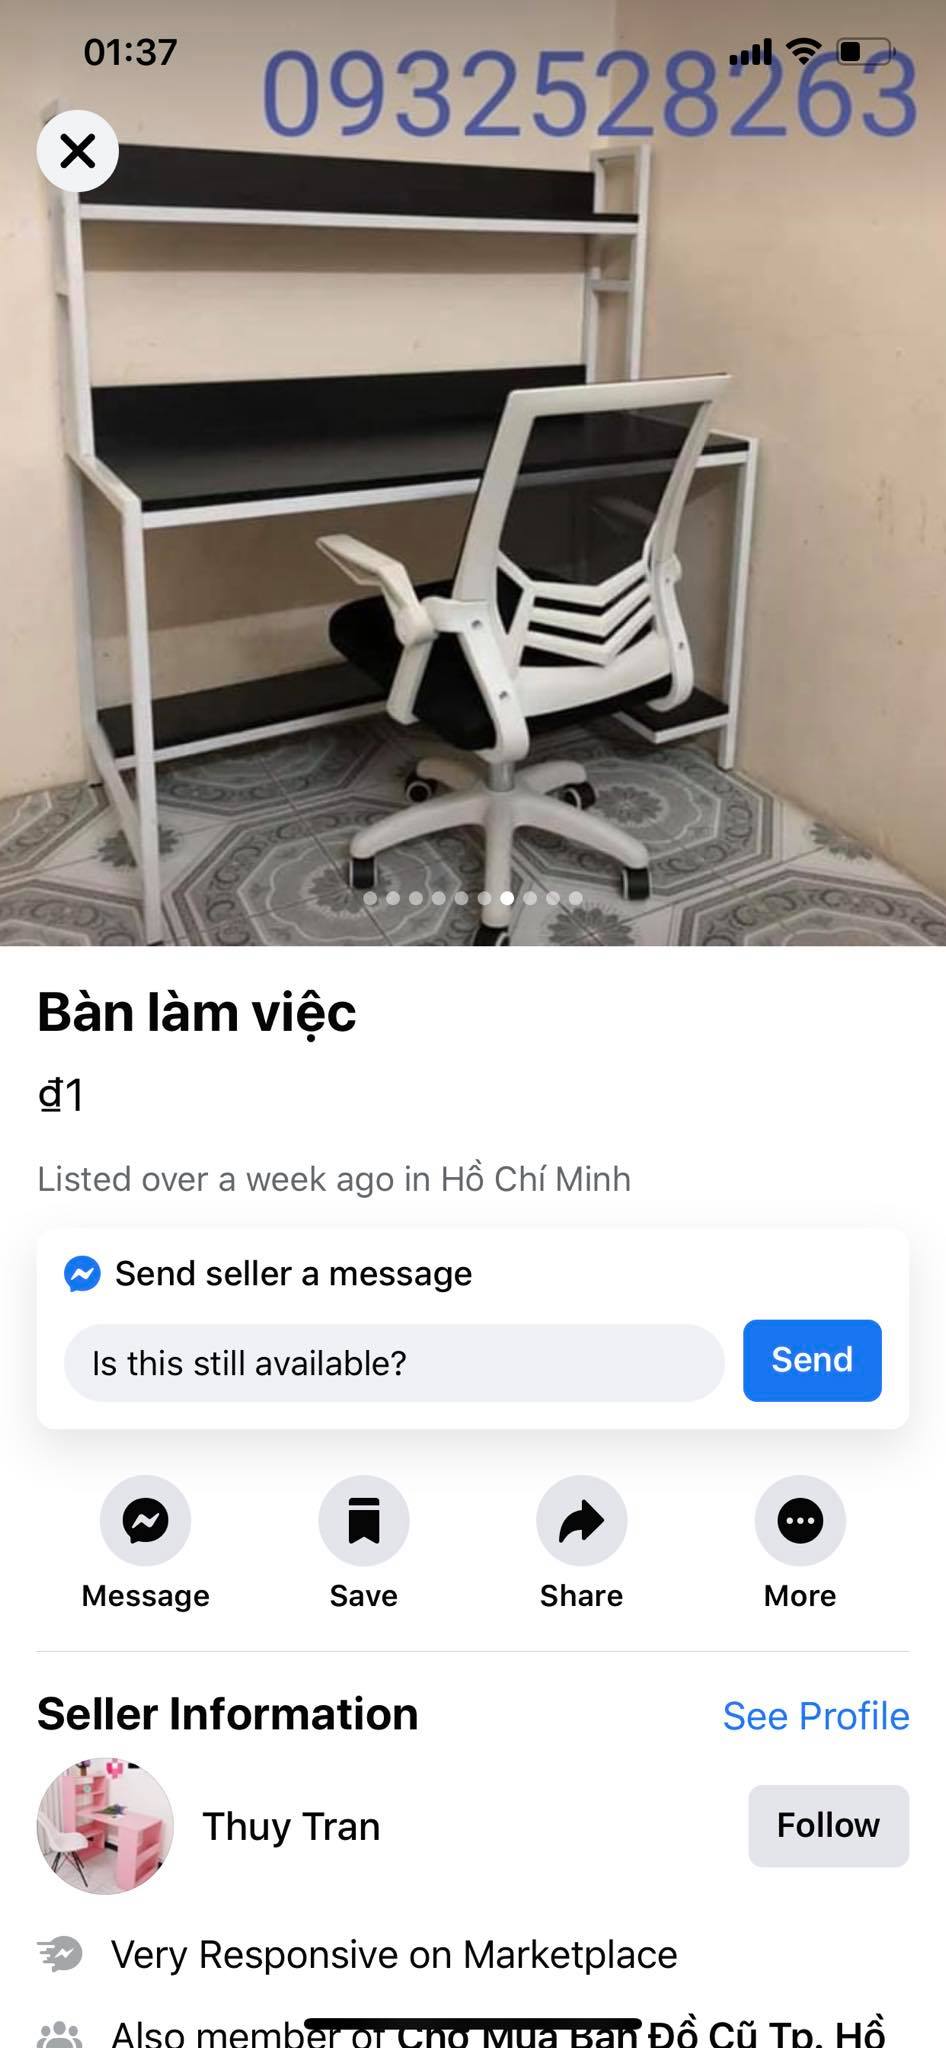 01:37
0932528263
Bàn làm việc
₫1
Listed over a week ago in Hồ Chí Minh
Send seller a message
Is this still available?
Send
Message
Save
Share
More
Seller Information
See Profile
Thuy Tran
Follow
Very Responsive on Marketplace
Also member of Chợ Mua Bán Đồ Cũ Tp. Hồ